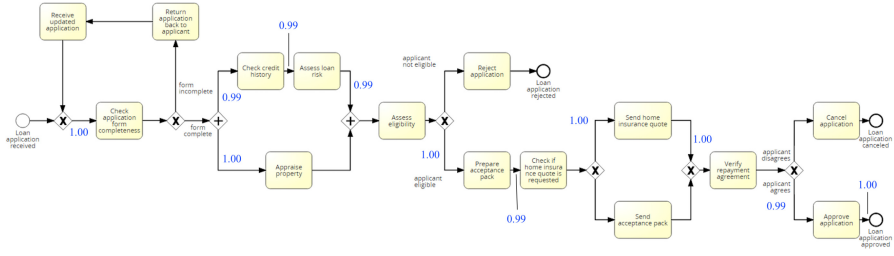 Receive
updated
application
Return
application
back to
applicant
0.99
Check credit
history
Assess loan
risk
applicant
not eligible
Reject
application
Loan
application
rejected
form
incomplete
0.99
0.99
Loan
application
received
1.00
Check
application
form
completeness
form
complete
Assess
eligibility
1.00
Appraise
property
1.00
applicant
eligible
Prepare
acceptance
pack
0.99
Check if
home insura
nce quote is
requested
1.00
Send home
insurance quote
1.00
Send
acceptance pack
Verify
repayment
agreement
applicant
disagrees
Cancel
application
Loan
application
canceled
applicant
agrees
0.99
1.00
Approve
application
Loan
application
approved